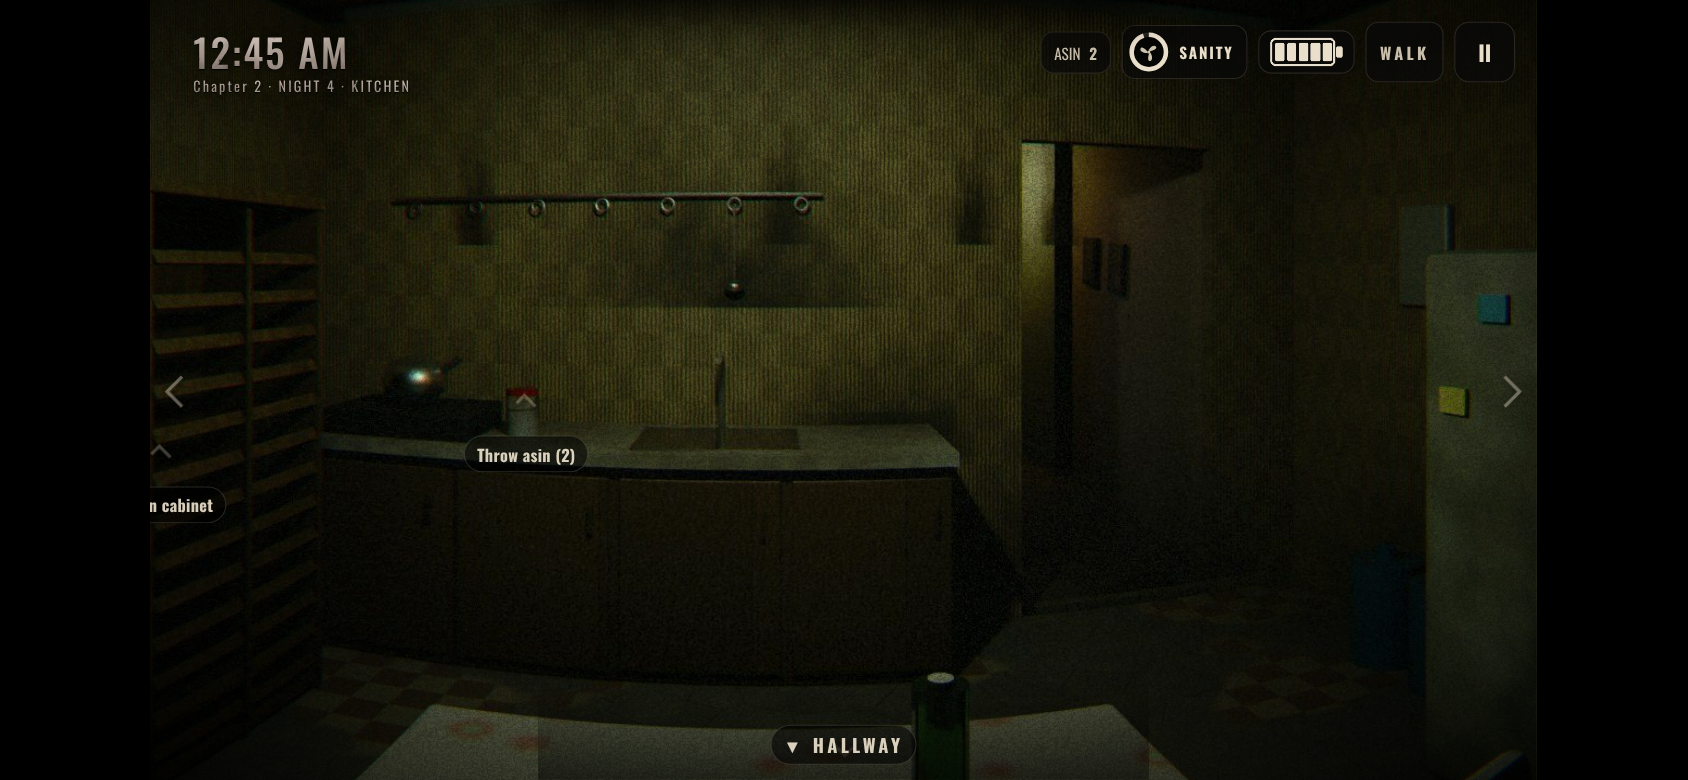 12:45 AM
Chapter 2 · NIGHT 4 · KITCHEN
ASIN 2
SANITY
WALK
Throw asin (2)
n cabinet
▼ HALLWAY